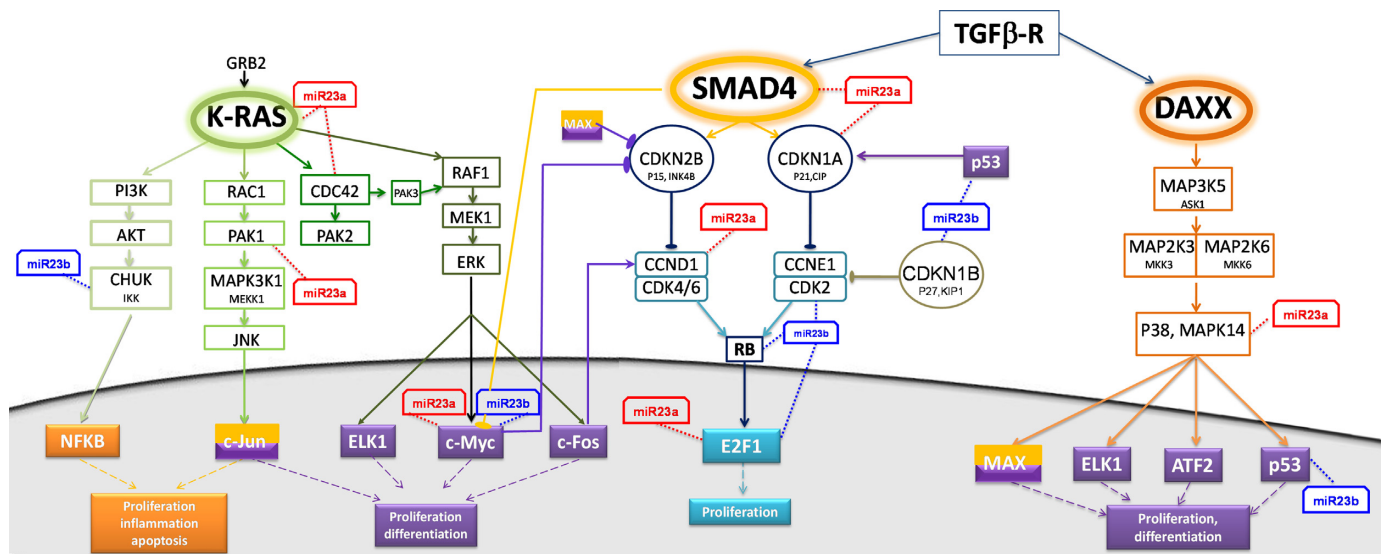 TGFβ-R
GRB2
miR23a
K-RAS
SMAD4
miR23a
DAXX
MAX
CDKN2B
P15, INK4B
CDKN1A
P21,CIP
p53
PI3K
RAC1
CDC42
PAK3
RAF1
MAP3K5
ASK1
AKT
PAK1
PAK2
MEK1
miR23a
miR23b
miR23b
CHUK
IKK
MAPK3K1
MEKK1
miR23a
ERK
CCND1
CDK4/6
CCNE1
CDK2
CDKN1B
P27,KIP1
MAP2K3
MKK3
MAP2K6
MKK6
JNK
RB
miR23b
P38, MAPK14
miR23a
miR23a
miR23b
miR23a
NFKB
c-Jun
ELK1
c-Myc
c-Fos
E2F1
MAX
ELK1
ATF2
p53
miR23b
Proliferation
inflammation
apoptosis
Proliferation
differentiation
Proliferation
Proliferation,
differentiation